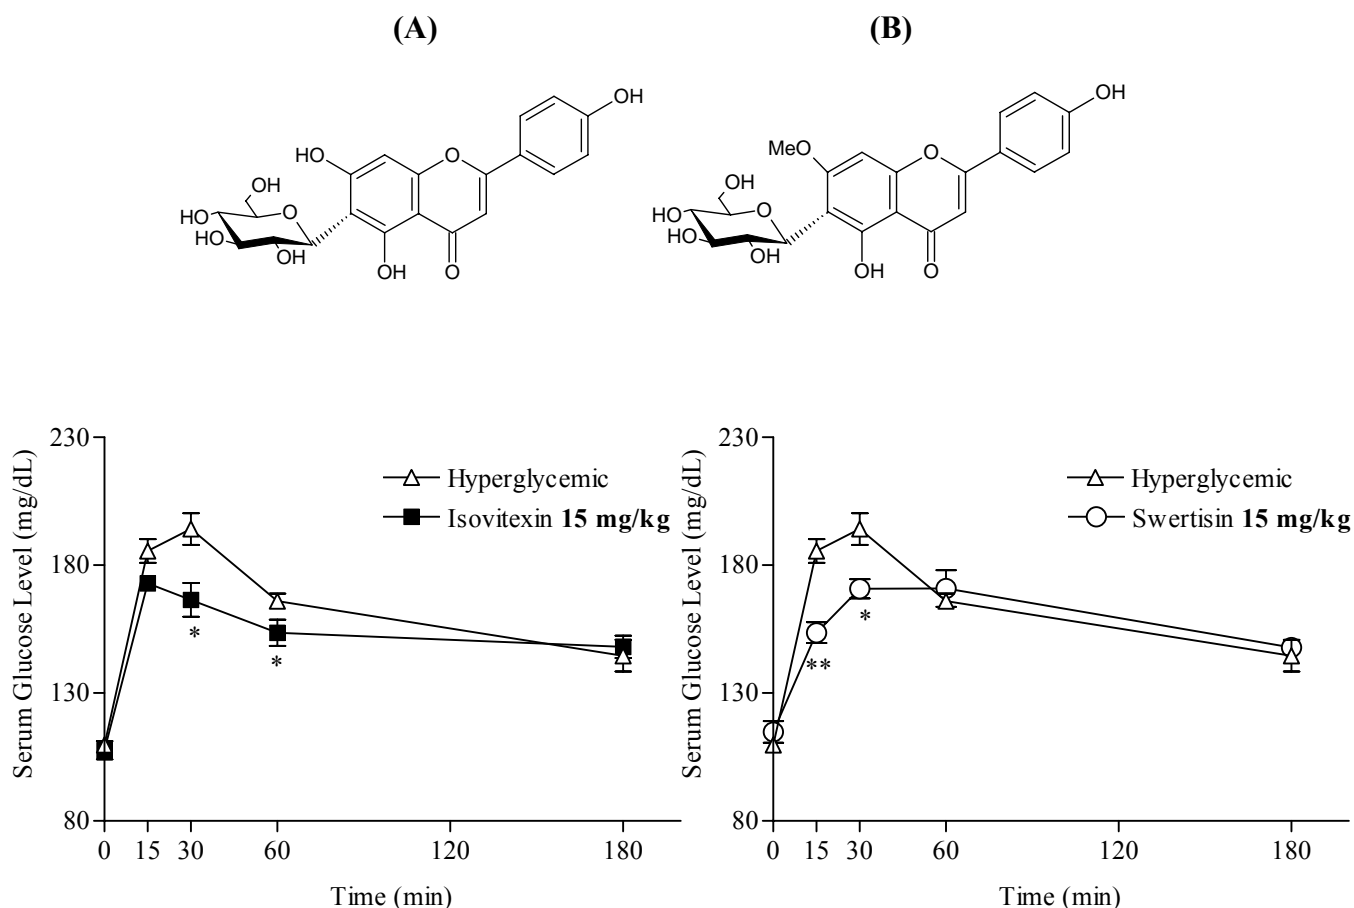 (A)
(B)
OH
HO
O
OH
O
HO
HO
OH
OH
O
OH
MeO
O
OH
O
HO
HO
OH
OH
O
230
180
130
80
Serum Glucose Level (mg/dL)
Hyperglycemic
Isovitexin 15 mg/kg
*
*
0 15 30 60 120 180
Time (min)
230
180
130
80
Serum Glucose Level (mg/dL)
Hyperglycemic
Swertisin 15 mg/kg
**
*
0 15 30 60 120 180
Time (min)